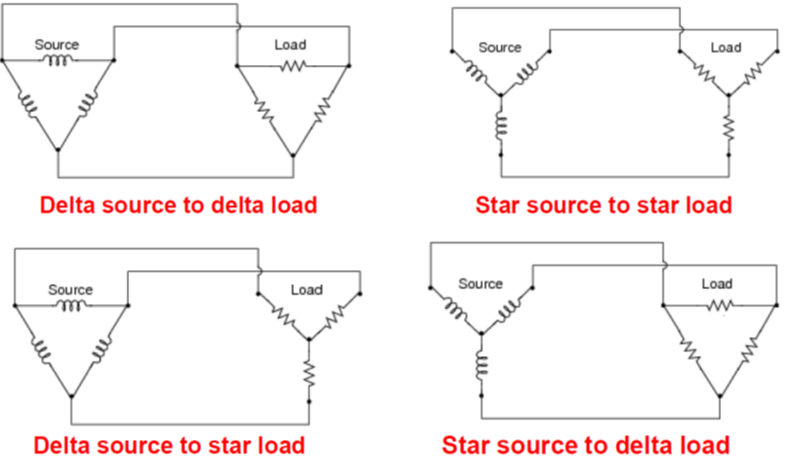 Source
Load
Delta source to delta load
Source
Load
Star source to star load
Source
Load
Delta source to star load
Source
Load
Star source to delta load